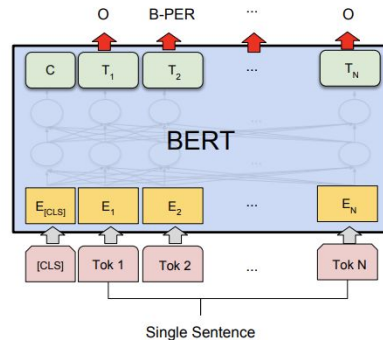 O B-PER ... O
C T1 T2 ... TN
BERT
E[CLS] E1 E2 ... EN
[CLS] Tok 1 Tok 2 ... Tok N
Single Sentence